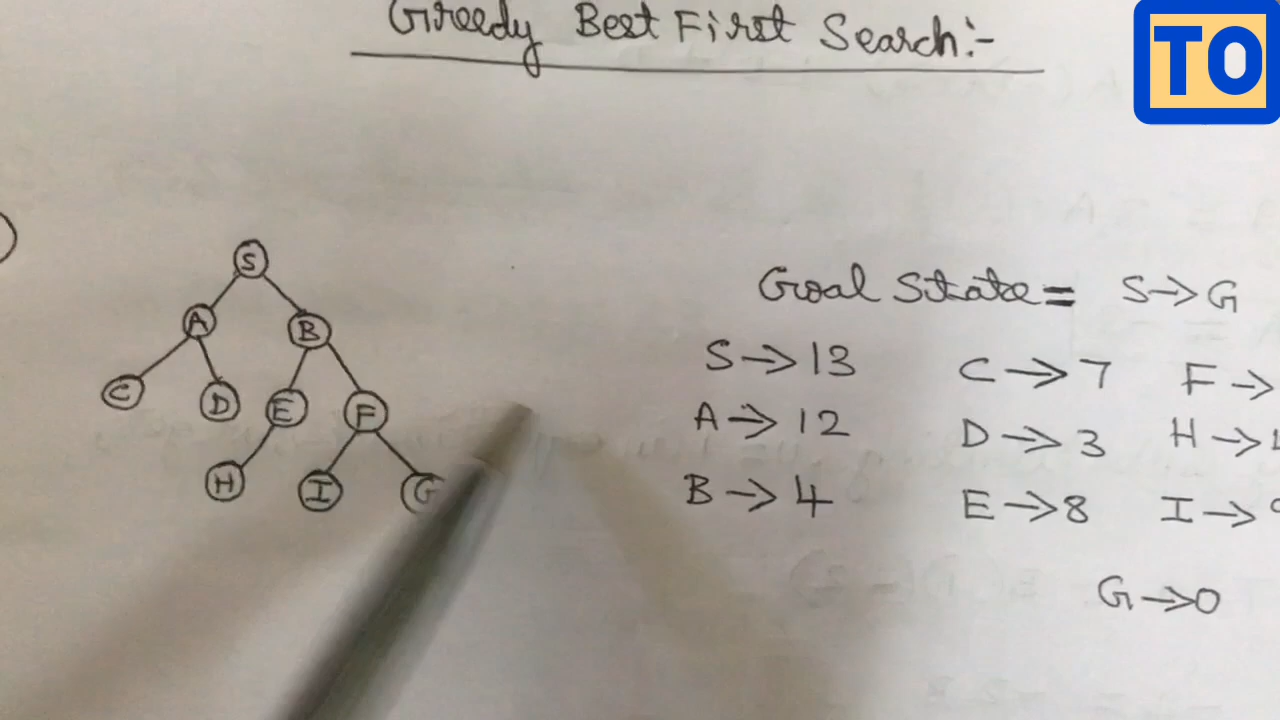 Greedy Best First Search:-
TO
S
A B
C D E F
H I G
Goal State = S→G
S→13 C→7 F→
A→12 D→3 H→
B→4 E→8 I→
G→0